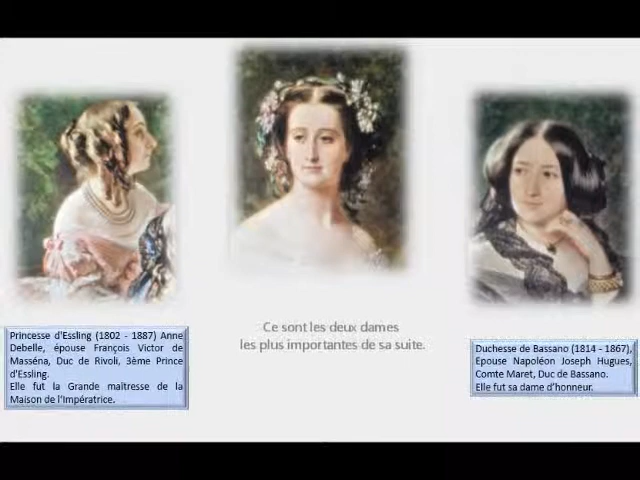 Ce sont les deux dames
les plus importantes de sa suite.
Princesse d'Essling (1802 - 1887) Anne
Debelle, épouse François Victor de
Masséna, Duc de Rivoli, 3ème Prince
d'Essling.
Elle fut la Grande maîtresse de la
Maison de l'Impératrice.
Duchesse de Bassano (1814 - 1867),
Epouse Napoléon Joseph Hugues,
Comte Maret, Duc de Bassano.
Elle fut sa dame d'honneur.